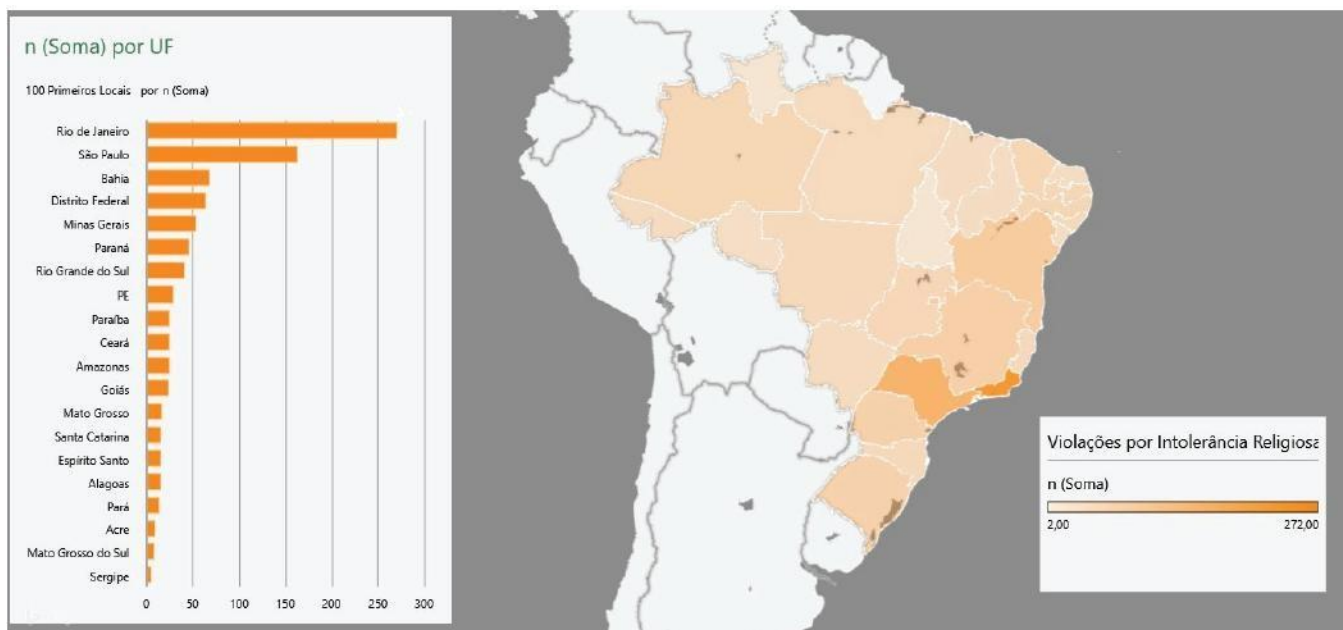 n (Soma) por UF
100 Primeiros Locais por n (Soma)
Rio de Janeiro
São Paulo
Bahia
Distrito Federal
Minas Gerais
Paraná
Rio Grande do Sul
PE
Paraíba
Ceará
Amazonas
Goiás
Mato Grosso
Santa Catarina
Espírito Santo
Alagoas
Pará
Acre
Mato Grosso do Sul
Sergipe
0 50 100 150 200 250 300
Violações por Intolerância Religiosa
n (Soma)
2,00 272,00